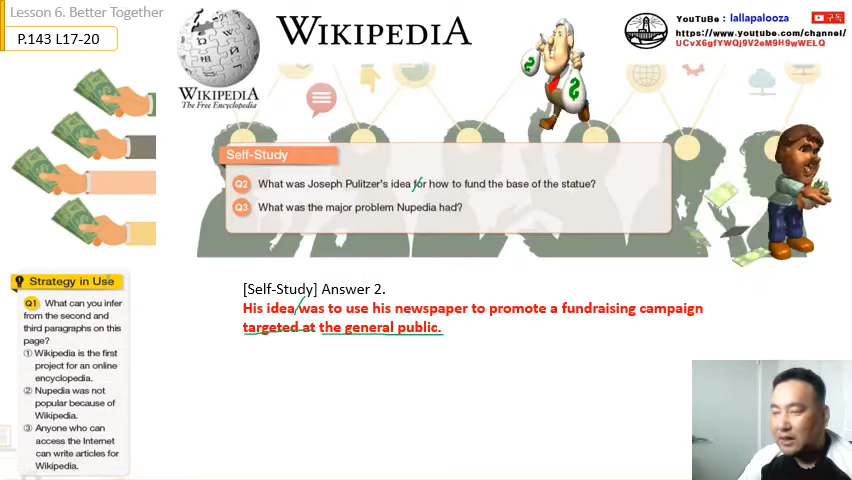 Lesson 6. Better Together
P.143 L17-20
WIKIPEDIA
The Free Encyclopedia
WIKIPEDIA
YouTuBe : lallapalooza
구독
https://www.youtube.com/channel/
UCvX6gfYWQj9V2eM9H9wWELQ
Self-Study
Q2 What was Joseph Pulitzer's idea for how to fund the base of the statue?
Q3 What was the major problem Nupedia had?
[Self-Study] Answer 2.
His idea was to use his newspaper to promote a fundraising campaign
targeted at the general public.
Strategy in Use
Q1 What can you infer
from the second and
third paragraphs on this
page?
① Wikipedia is the first
project for an online
encyclopedia.
② Nupedia was not
popular because of
Wikipedia.
③ Anyone who can
access the Internet
can write articles for
Wikipedia.